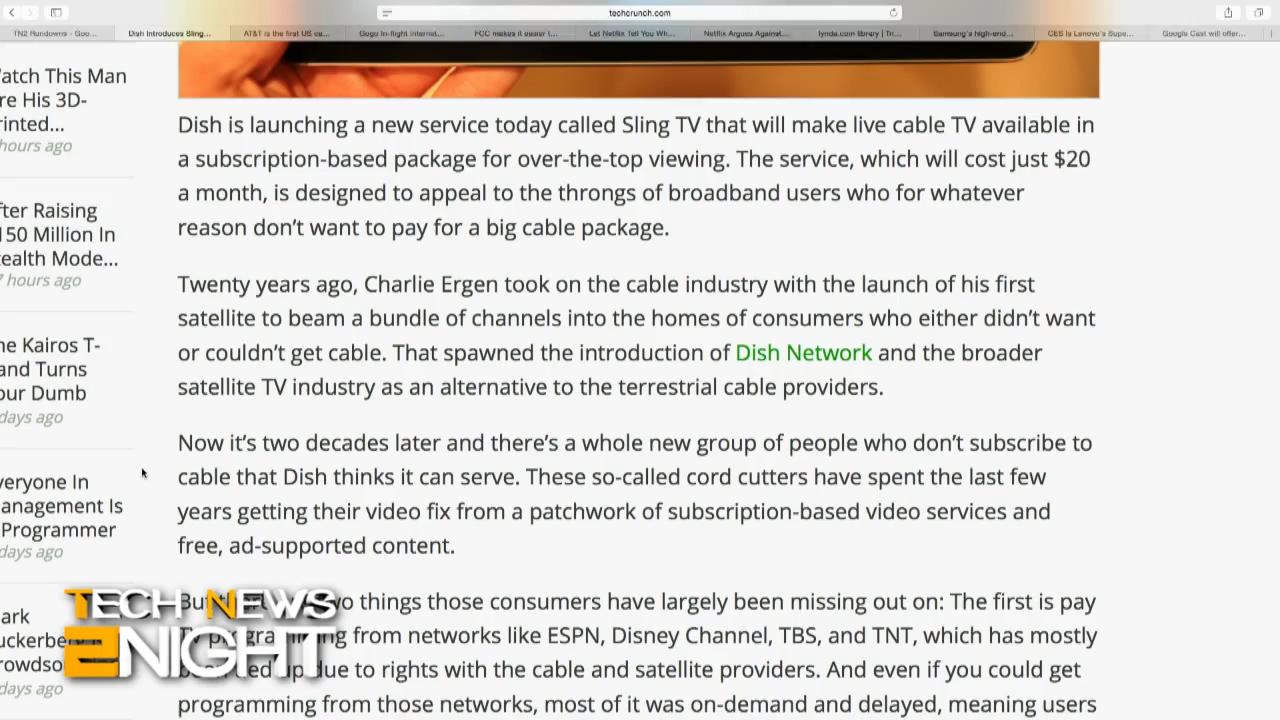 techcrunch.com
TN2 Rundowns - Goo...
Dish Introduces Sling...
AT&T is the first US ca...
Gogo in-flight internet...
FCC makes it easier t...
Let Netflix Tell You Wh...
Netflix Argues Against...
lynda.com library | Tri...
Samsung's high-end...
CES Is Lenovo's Supe...
Google Cast will offer...
atch This Man
re His 3D-
rinted...
hours ago
fter Raising
150 Million In
tealth Mode...
7 hours ago
he Kairos T-
and Turns
our Dumb
days ago
veryone In
anagement Is
Programmer
days ago
ark
uckerberg
rowdso
days ago
Dish is launching a new service today called Sling TV that will make live cable TV available in
a subscription-based package for over-the-top viewing. The service, which will cost just $20
a month, is designed to appeal to the throngs of broadband users who for whatever
reason don't want to pay for a big cable package.
Twenty years ago, Charlie Ergen took on the cable industry with the launch of his first
satellite to beam a bundle of channels into the homes of consumers who either didn't want
or couldn't get cable. That spawned the introduction of Dish Network and the broader
satellite TV industry as an alternative to the terrestrial cable providers.
Now it's two decades later and there's a whole new group of people who don't subscribe to
cable that Dish thinks it can serve. These so-called cord cutters have spent the last few
years getting their video fix from a patchwork of subscription-based video services and
free, ad-supported content.
But two things those consumers have largely been missing out on: The first is pay
from networks like ESPN, Disney Channel, TBS, and TNT, which has mostly
due to rights with the cable and satellite providers. And even if you could get
programming from those networks, most of it was on-demand and delayed, meaning users
TECH NEWS
2NIGHT